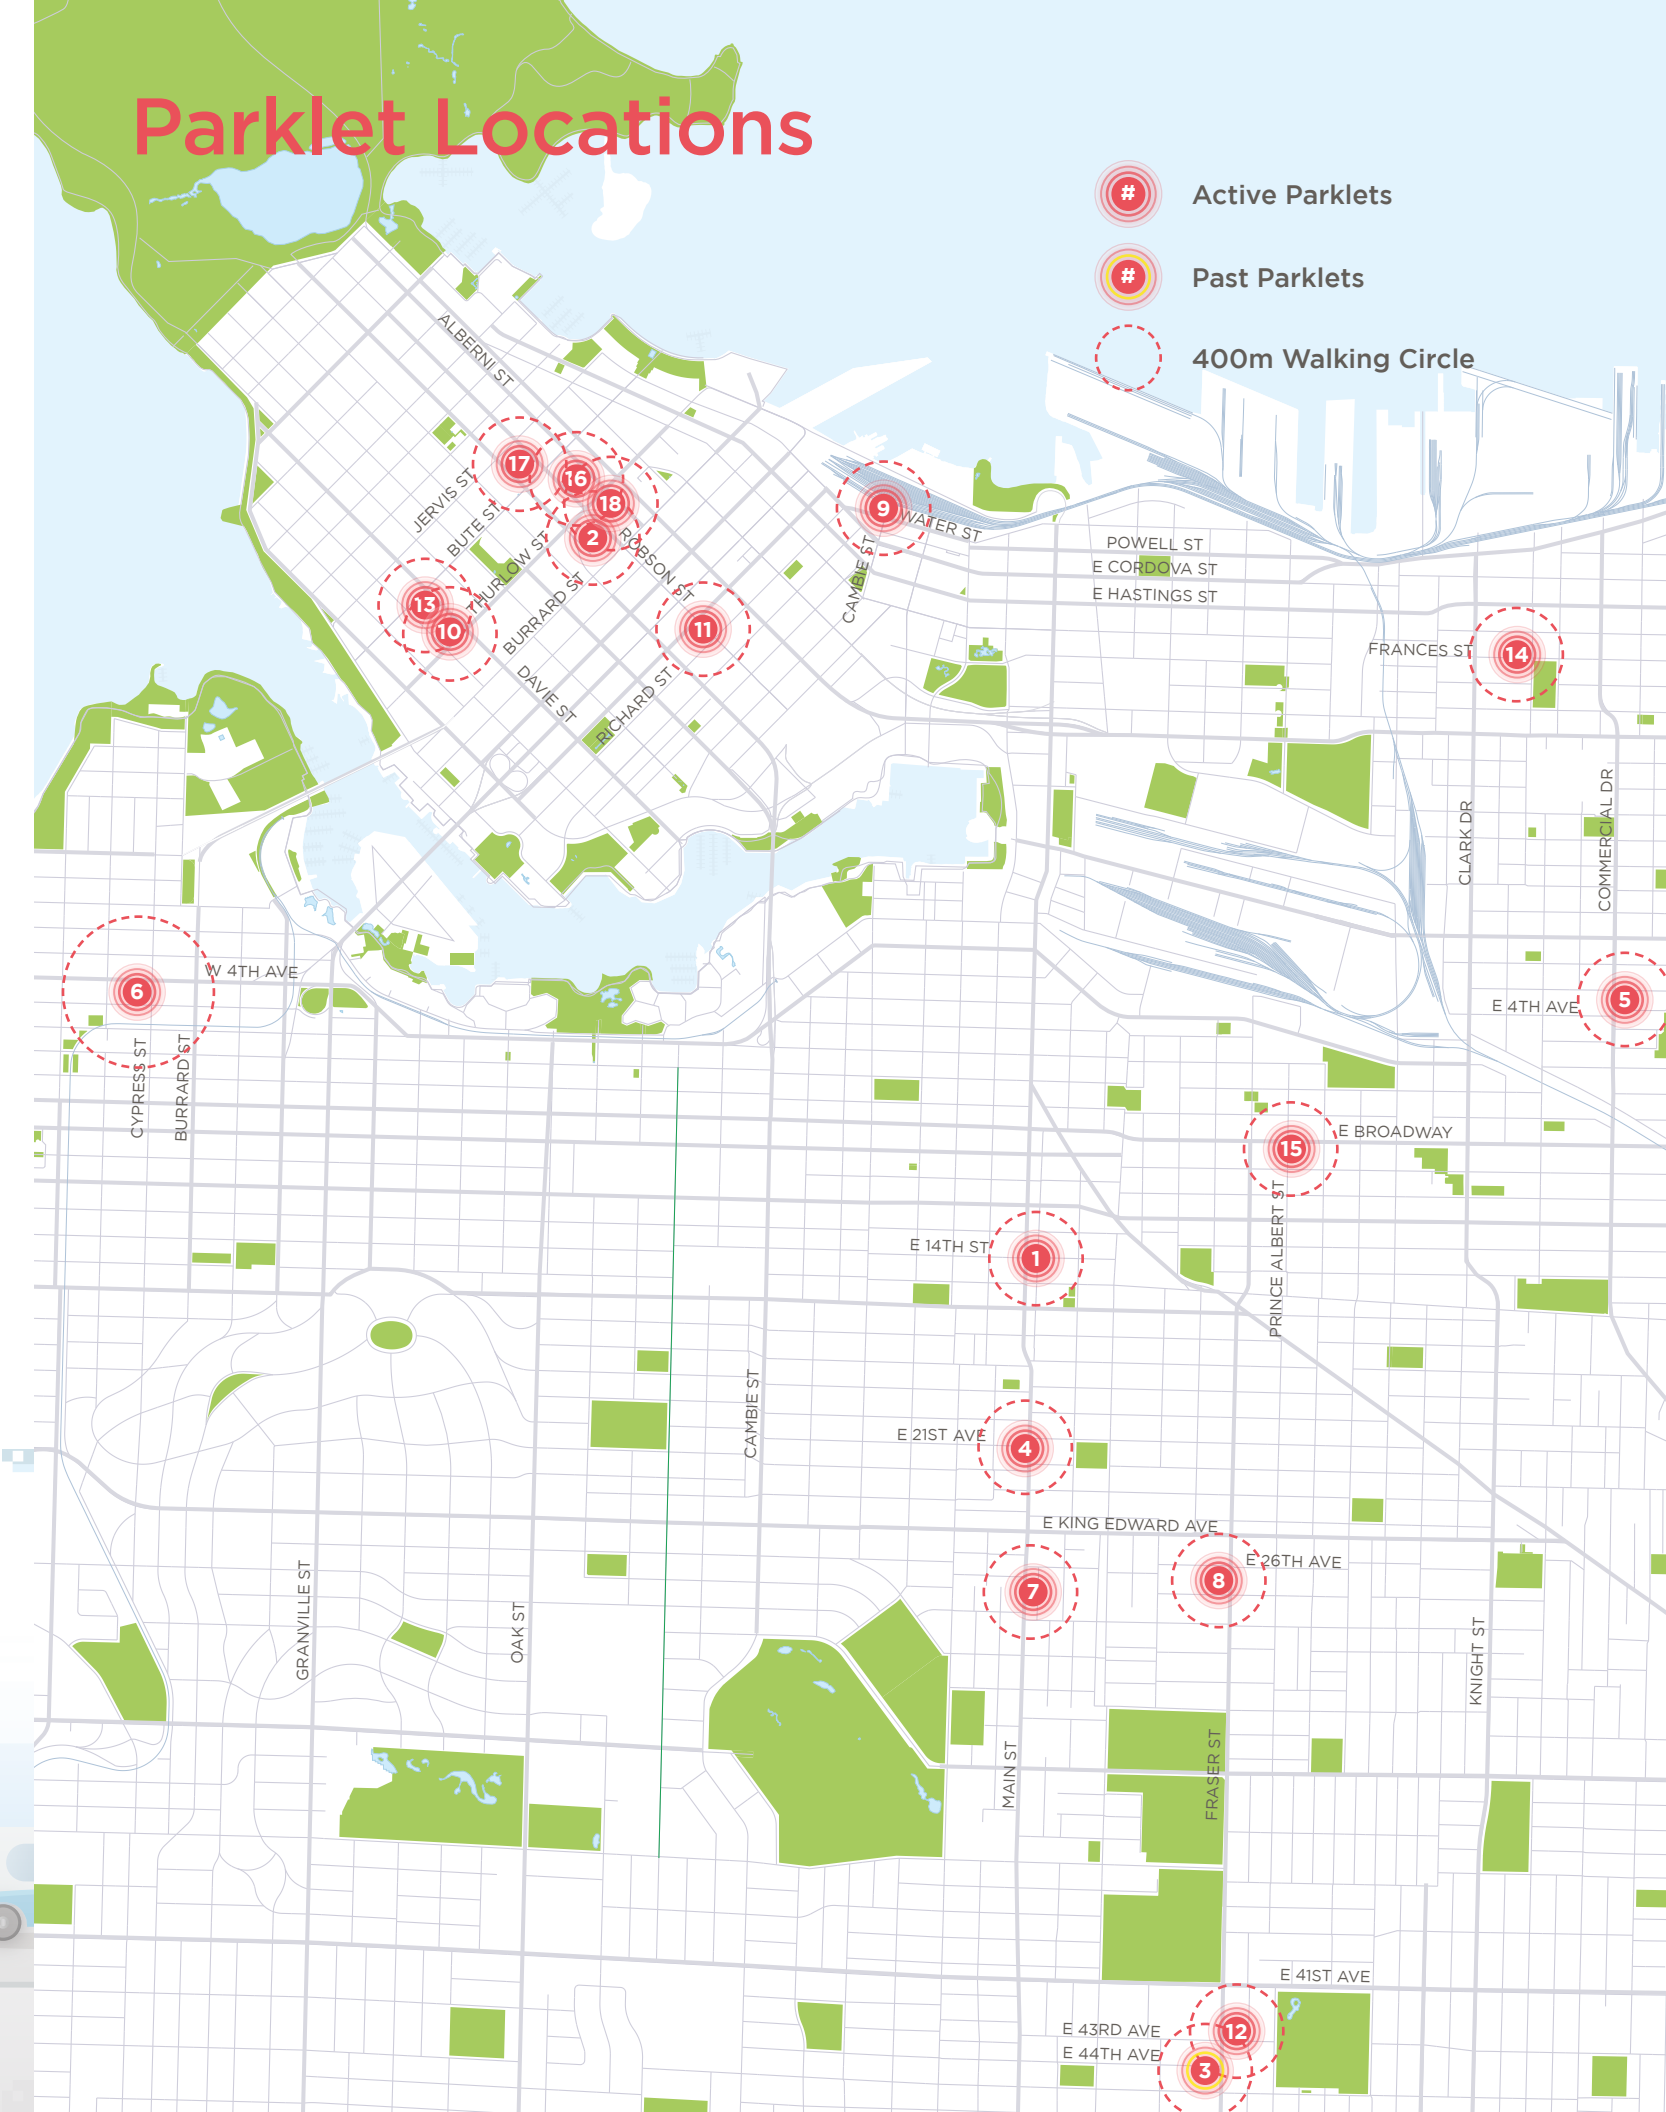 Parklet Locations
# Active Parklets
# Past Parklets
400m Walking Circle
ALBERNI ST
17
16
18
2
JERVIS ST
BUTE ST
THURLOW ST
ROBSON ST
BURRARD ST
13
10
11
DAVIE ST
RICHARD ST
9
WATER ST
CAMBIE ST
POWELL ST
E CORDOVA ST
E HASTINGS ST
FRANCES ST
14
CLARK DR
COMMERCIAL DR
6
W 4TH AVE
CYPRESS ST
BURRARD ST
E 4TH AVE
5
15
E BROADWAY
PRINCE ALBERT ST
E 14TH ST
1
CAMBIE ST
E 21ST AVE
4
E KING EDWARD AVE
7
8
E 26TH AVE
GRANVILLE ST
OAK ST
KNIGHT ST
MAIN ST
FRASER ST
E 41ST AVE
E 43RD AVE
12
E 44TH AVE
3